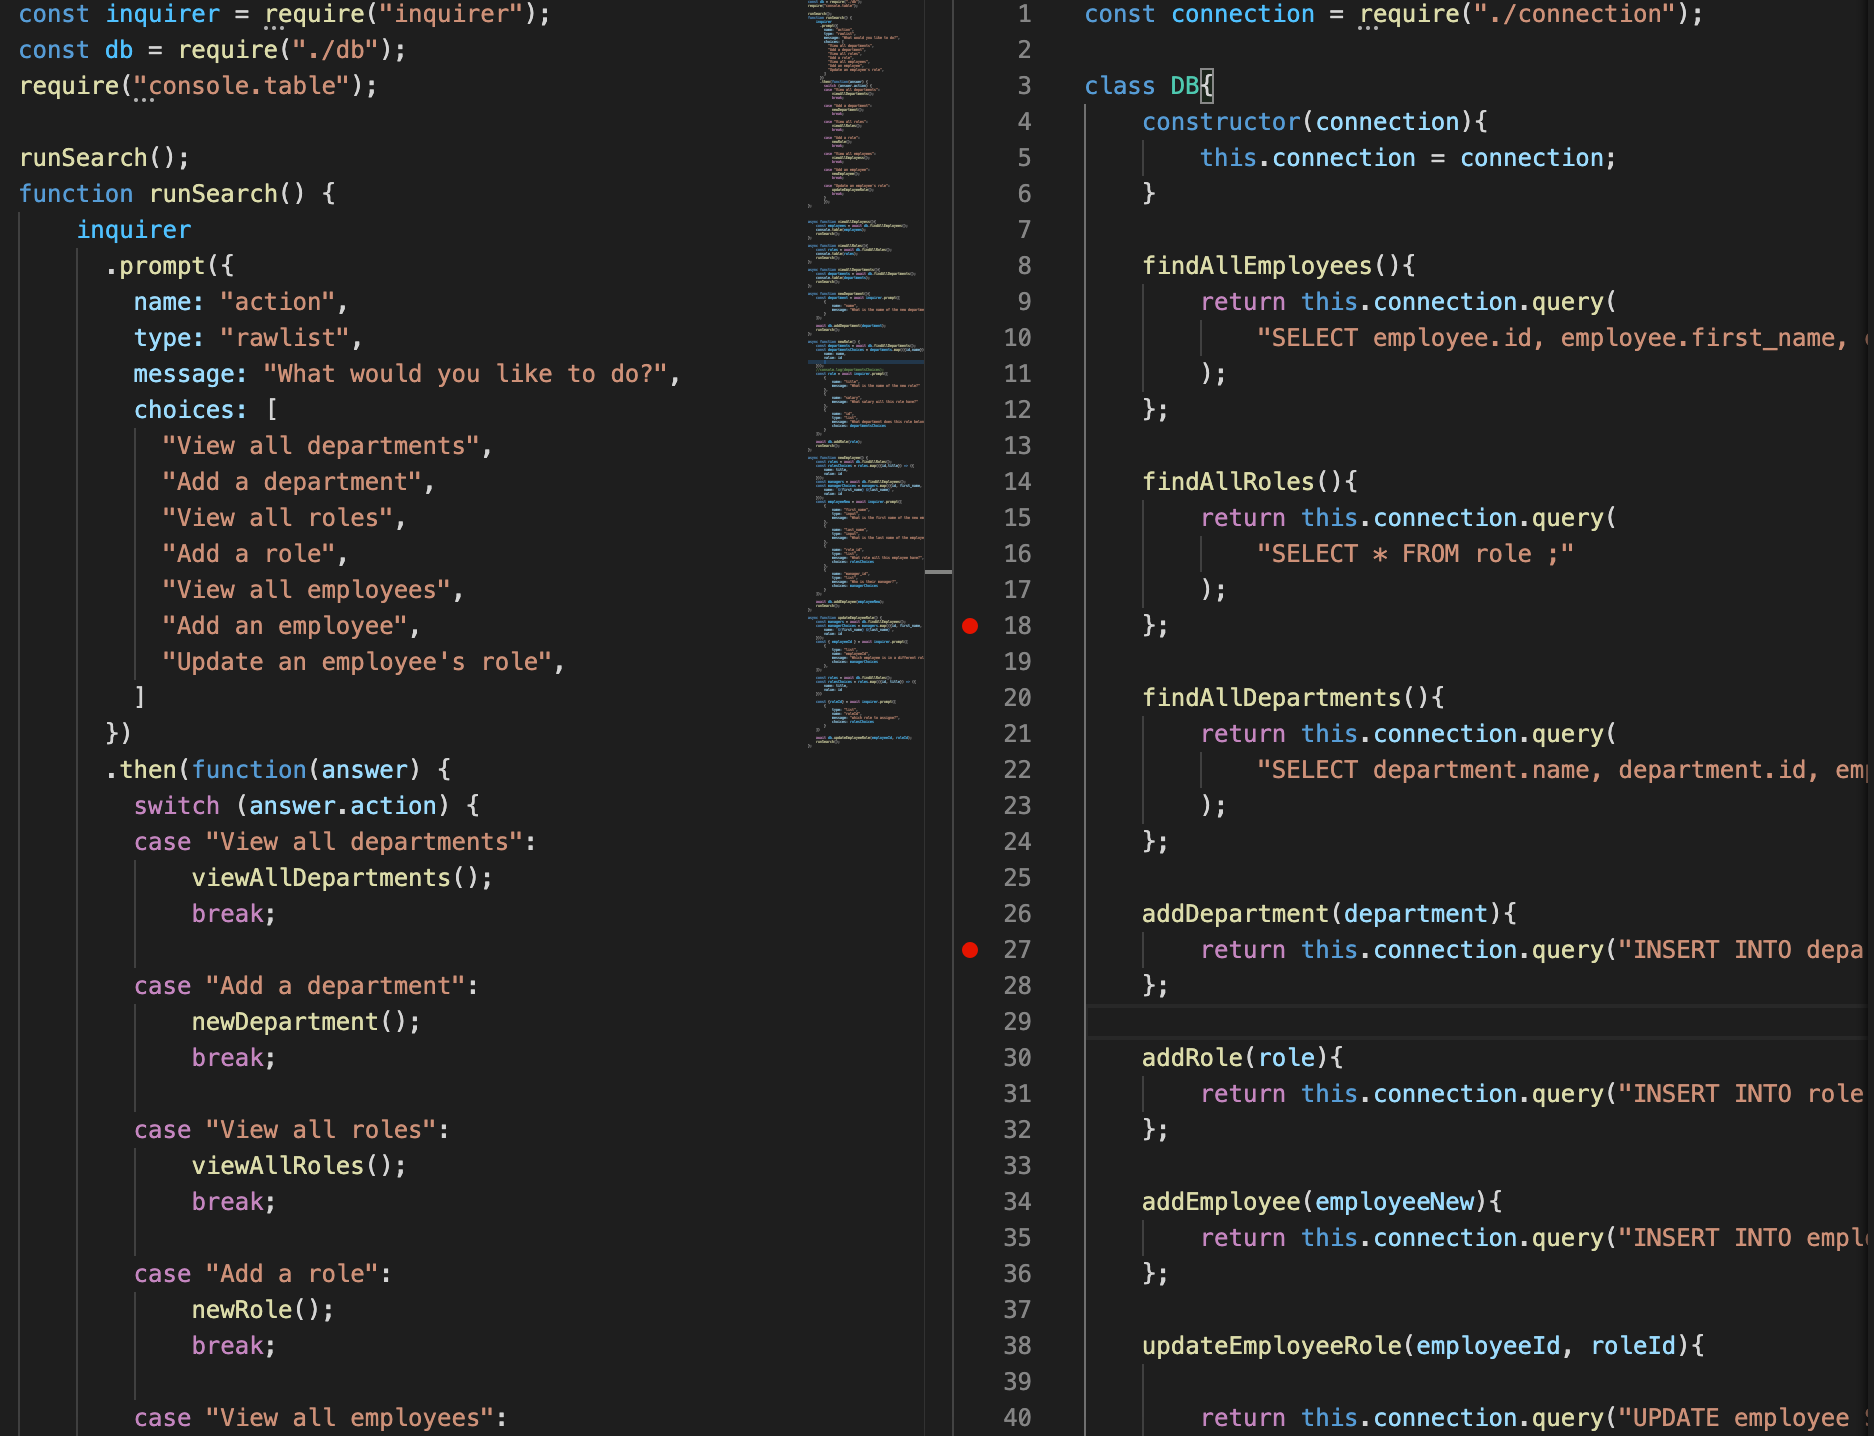 const inquirer = require("inquirer");
const db = require("./db");
require("console.table");
runSearch();
function runSearch() {
inquirer
.prompt({
name: "action",
type: "rawlist",
message: "What would you like to do?",
choices: [
"View all departments",
"Add a department",
"View all roles",
"Add a role",
"View all employees",
"Add an employee",
"Update an employee's role",
]
})
.then(function(answer) {
switch (answer.action) {
case "View all departments":
viewAllDepartments();
break;
case "Add a department":
newDepartment();
break;
case "View all roles":
viewAllRoles();
break;
case "Add a role":
newRole();
break;
case "View all employees":
1 const connection = require("./connection");
2
3 class DB{
4 constructor(connection){
5 this.connection = connection;
6 }
7
8 findAllEmployees(){
9 return this.connection.query(
10 "SELECT employee.id, employee.first_name,
11 );
12 };
13
14 findAllRoles(){
15 return this.connection.query(
16 "SELECT * FROM role ;"
17 );
18 };
19
20 findAllDepartments(){
21 return this.connection.query(
22 "SELECT department.name, department.id, em
23 );
24 };
25
26 addDepartment(department){
27 return this.connection.query("INSERT INTO depa
28 };
29
30 addRole(role){
31 return this.connection.query("INSERT INTO role
32 };
33
34 addEmployee(employeeNew){
35 return this.connection.query("INSERT INTO empl
36 };
37
38 updateEmployeeRole(employeeId, roleId){
39
40 return this.connection.query("UPDATE employee